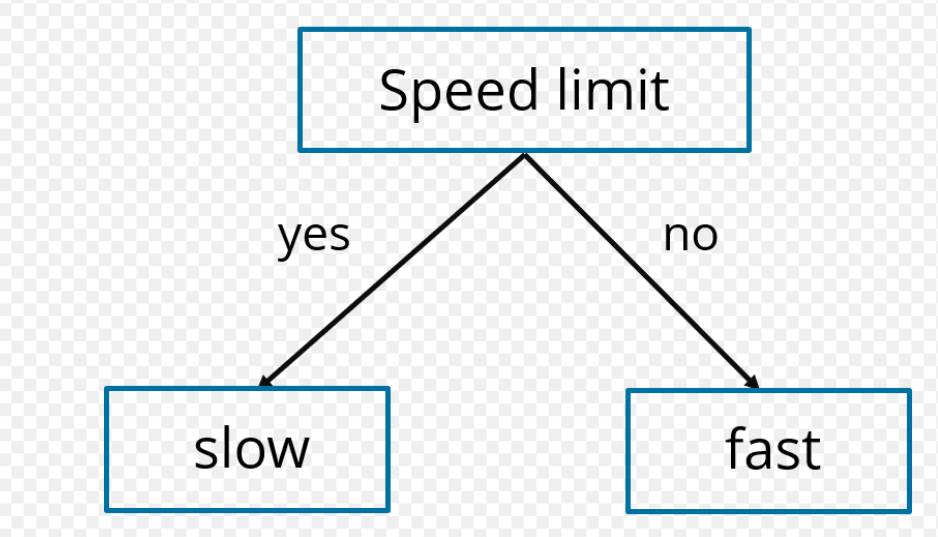 Speed limit
yes
no
slow
fast